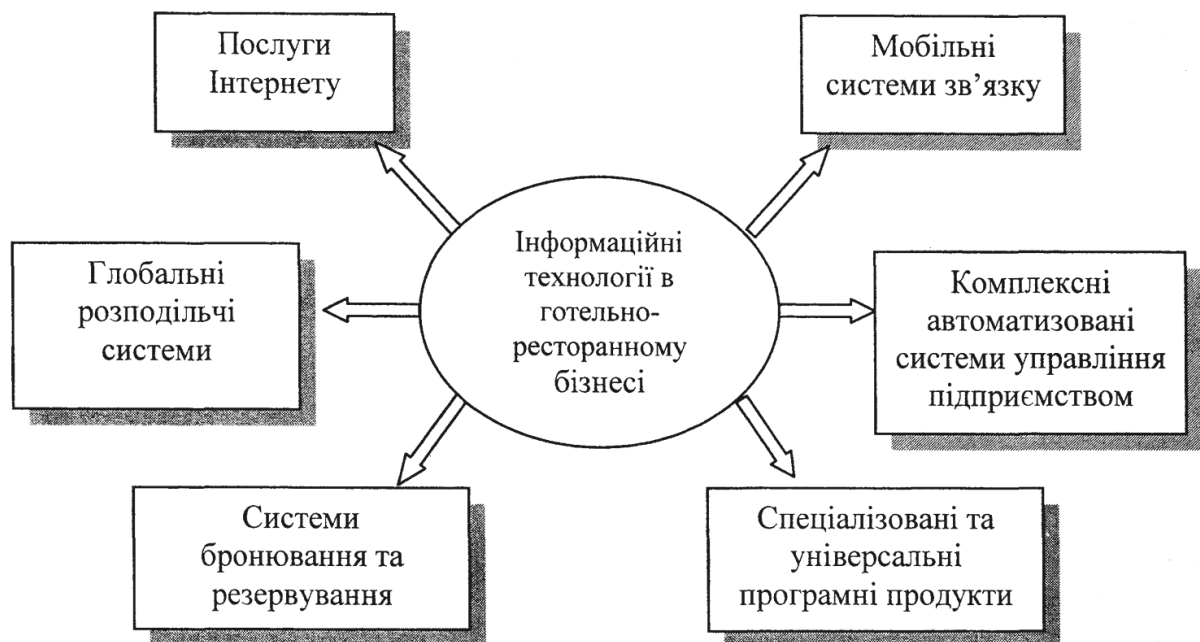 Послуги
Інтернету
Мобільні
системи зв’язку
Інформаційні
технології в
готельно-
ресторанному
бізнесі
Глобальні
розподільчі
системи
Комплексні
автоматизовані
системи управління
підприємством
Системи
бронювання та
резервування
Спеціалізовані та
універсальні
програмні продукти